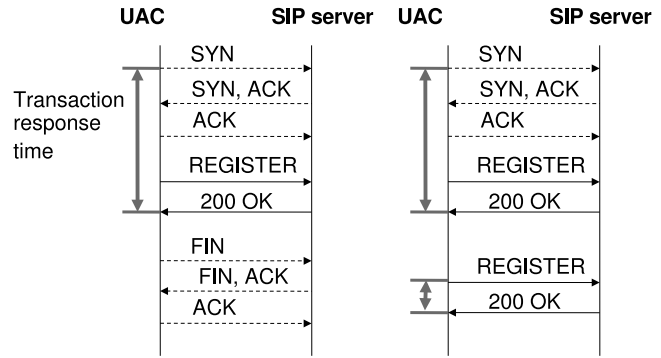 UAC SIP server UAC SIP server
SYN SYN
SYN, ACK SYN, ACK
Transaction
response
time
ACK ACK
REGISTER REGISTER
200 OK 200 OK
FIN
FIN, ACK
REGISTER
ACK
200 OK